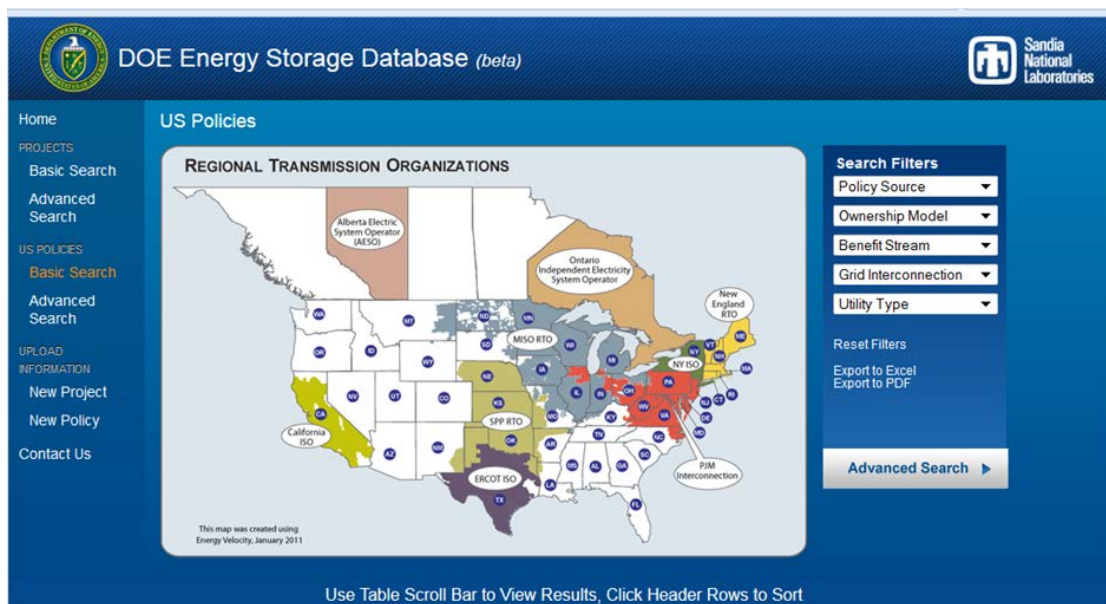 DOE Energy Storage Database (beta)
Sandia
National
Laboratories
Home
PROJECTS
Basic Search
Advanced
Search
US POLICIES
Basic Search
Advanced
Search
UPLOAD
INFORMATION
New Project
New Policy
Contact Us
US Policies
REGIONAL TRANSMISSION ORGANIZATIONS
Alberta Electric
System Operator
(AESO)
Ontario
Independent Electricity
System Operator
New
England
RTO
MISO RTO
NY ISO
SPP RTO
California
ISO
ERCOT ISO
PJM
Interconnection
WA
MT
ND
MN
OR
ID
WY
SD
WI
MI
NY
VT
NH
ME
MA
NV
UT
CO
NE
IA
IL
IN
OH
PA
NJ
CT
RI
CA
KS
MO
KY
WV
VA
DE
MD
AZ
NM
OK
AR
TN
NC
SC
TX
LA
MS
AL
GA
FL
This map was created using
Energy Velocity, January 2011
Search Filters
Policy Source
Ownership Model
Benefit Stream
Grid Interconnection
Utility Type
Reset Filters
Export to Excel
Export to PDF
Advanced Search
Use Table Scroll Bar to View Results, Click Header Rows to Sort